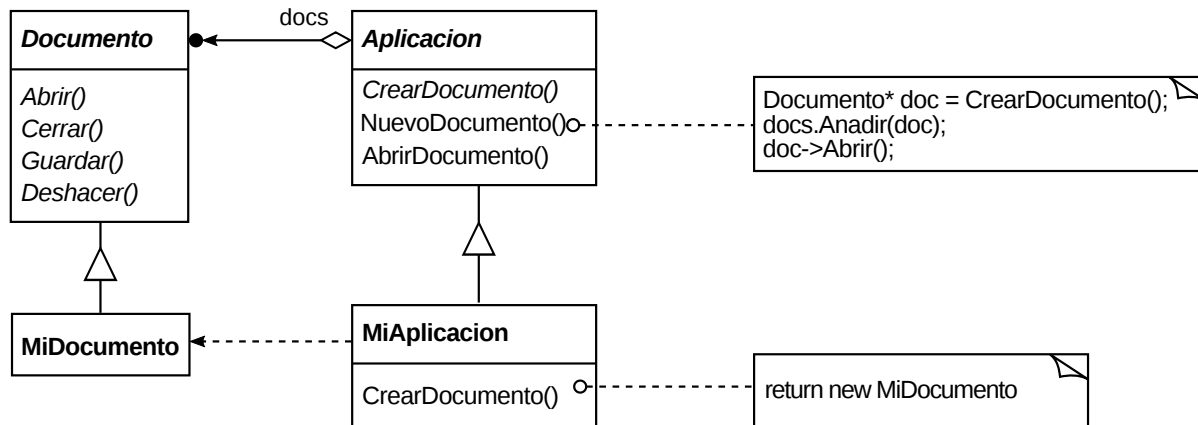 docs
Documento
Abrir()
Cerrar()
Guardar()
Deshacer()
Aplicacion
CrearDocumento()
NuevoDocumento()
AbrirDocumento()
Documento* doc = CrearDocumento();
docs.Anadir(doc);
doc->Abrir();
MiDocumento
MiAplicacion
CrearDocumento()
return new MiDocumento